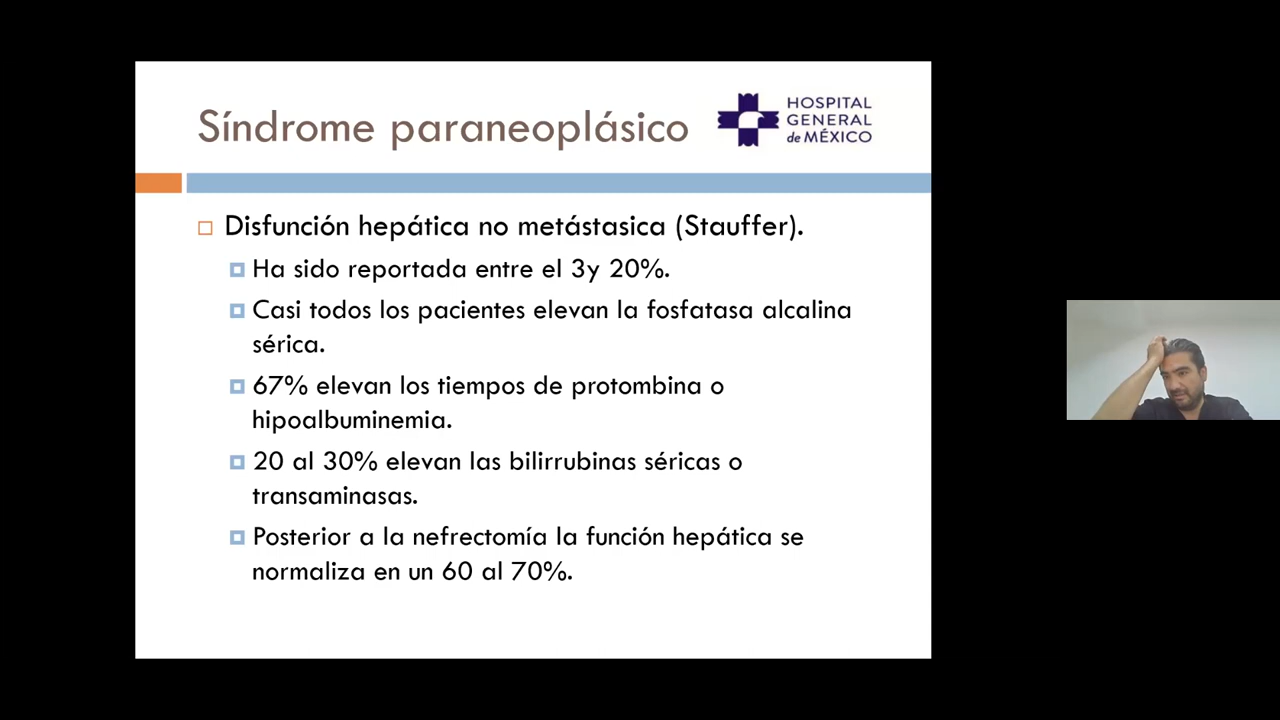 Síndrome paraneoplásico
HOSPITAL
GENERAL
de MÉXICO
Disfunción hepática no metástasica (Stauffer).
Ha sido reportada entre el 3y 20%.
Casi todos los pacientes elevan la fosfatasa alcalina
sérica.
67% elevan los tiempos de protombina o
hipoalbuminemia.
20 al 30% elevan las bilirrubinas séricas o
transaminasas.
Posterior a la nefrectomía la función hepática se
normaliza en un 60 al 70%.